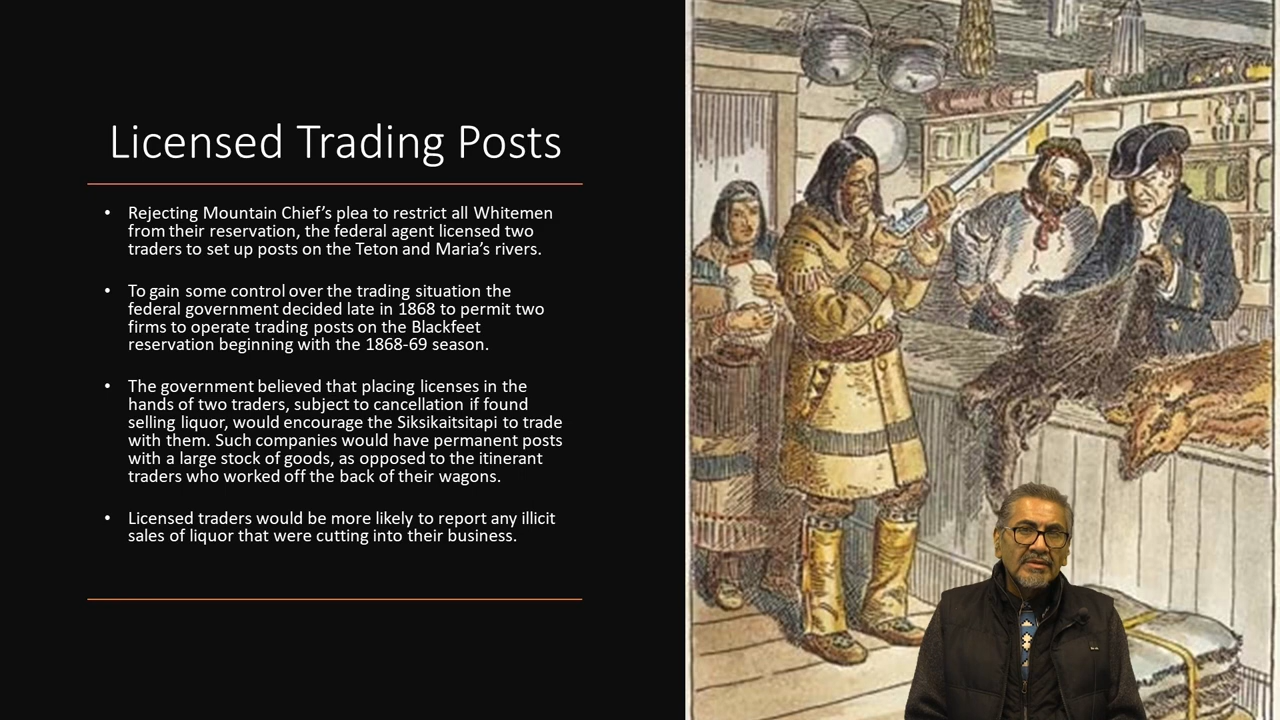 Licensed Trading Posts
• Rejecting Mountain Chief's plea to restrict all Whitemen
from their reservation, the federal agent licensed two
traders to set up posts on the Teton and Maria's rivers.
• To gain some control over the trading situation the
federal government decided late in 1868 to permit two
firms to operate trading posts on the Blackfeet
reservation beginning with the 1868-69 season.
• The government believed that placing licenses in the
hands of two traders, subject to cancellation if found
selling liquor, would encourage the Siksikaitsitapi to trade
with them. Such companies would have permanent posts
with a large stock of goods, as opposed to the itinerant
traders who worked off the back of their wagons.
• Licensed traders would be more likely to report any illicit
sales of liquor that were cutting into their business.